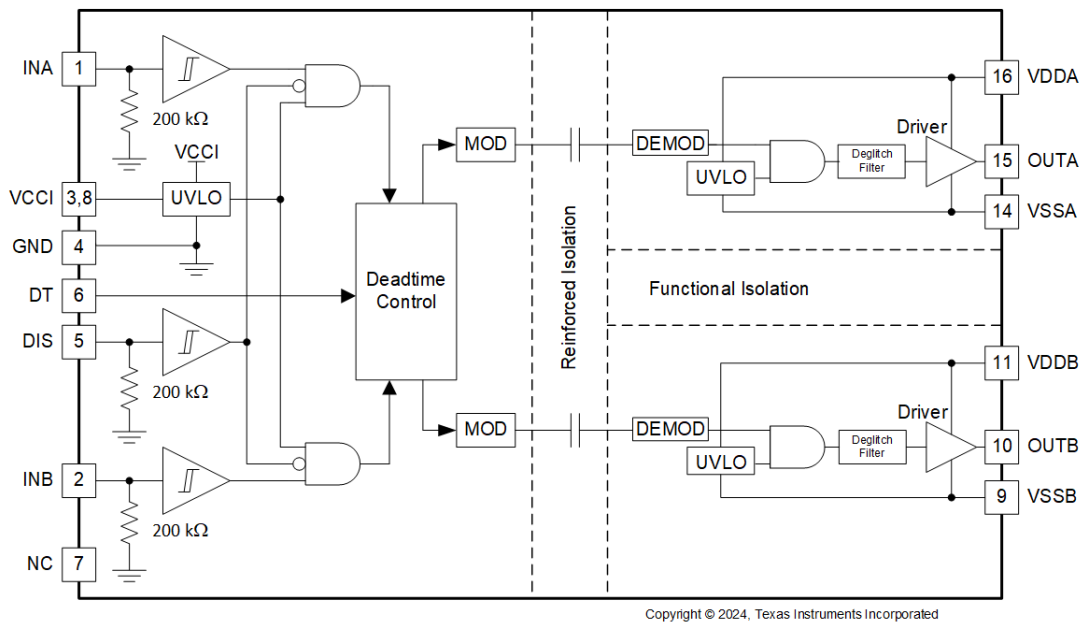 INA 1
200 kΩ
VCCI
VCCI 3,8
UVLO
GND 4
DT 6
DIS 5
200 kΩ
INB 2
200 kΩ
NC 7
Deadtime
Control
MOD
MOD
Reinforced Isolation
Functional Isolation
DEMOD
UVLO
Deglitch
Filter
Driver
16 VDDA
15 OUTA
14 VSSA
DEMOD
UVLO
Deglitch
Filter
Driver
11 VDDB
10 OUTB
9 VSSB
Copyright © 2024, Texas Instruments Incorporated